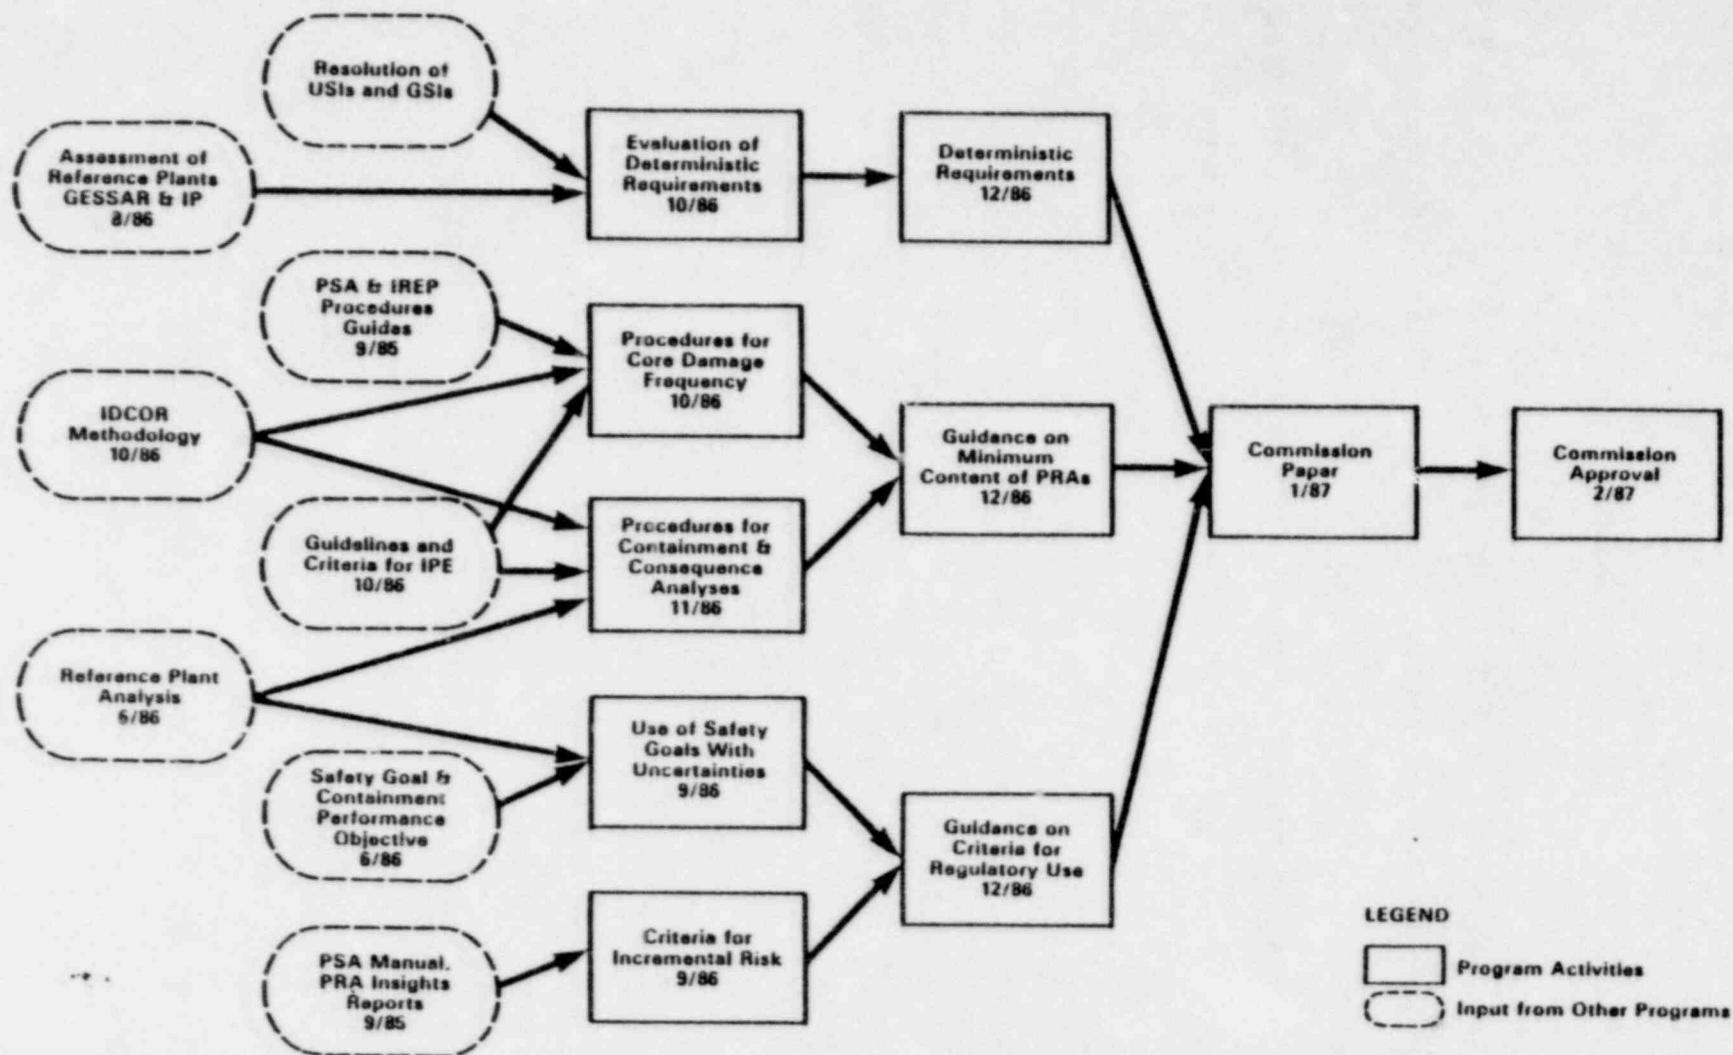 Resolution of
USIs and GSIs
Assessment of
Reference Plants
GESSAR & IP
8/86
Evaluation of
Deterministic
Requirements
10/86
Deterministic
Requirements
12/86
PSA & IREP
Procedures
Guides
9/85
Procedures for
Core Damage
Frequency
10/86
IDCOR
Methodology
10/86
Guidance on
Minimum
Content of PRAs
12/86
Commission
Paper
1/87
Commission
Approval
2/87
Guidelines and
Criteria for IPE
10/86
Procedures for
Containment &
Consequence
Analyses
11/86
Reference Plant
Analysis
6/86
Use of Safety
Goals With
Uncertainties
9/86
Safety Goal &
Containment
Performance
Objective
6/86
Guidance on
Criteria for
Regulatory Use
12/86
Criteria for
Incremental Risk
9/86
PSA Manual,
PRA Insights
Reports
9/85
LEGEND
Program Activities
Input from Other Programs